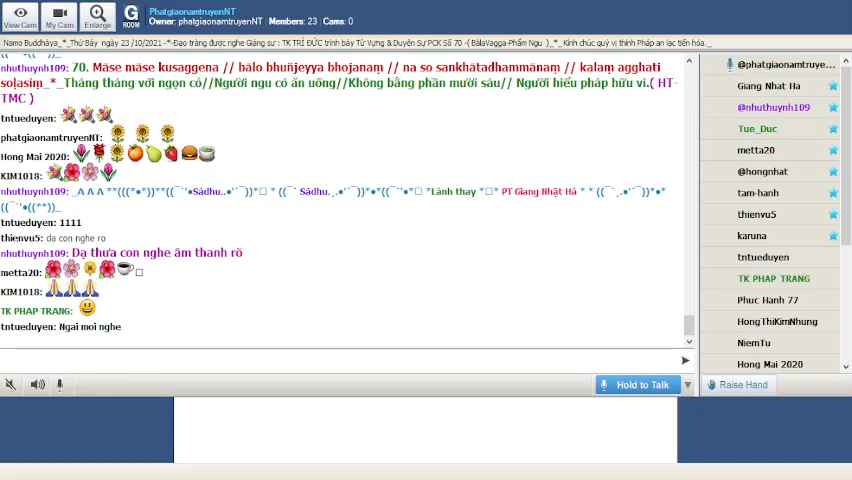 PhatgiaonamtruyenNT
Owner: phatgiaonamtruyenNT Members: 23 / Cams: 0
View Cam
My Cam
Enlarge
G
ROOM
Namo Buddhàya_*_Thứ Bảy ngày 23 /10/2021 -*-Đạo tràng được nghe Giảng sư : TK TRÍ ĐỨC trình bày Từ Vựng & Duyên Sự PCK Số 70 -( BālaVagga-Phẩm Ngu )_*_ Kính chúc quý vị thính Pháp an lạc tiến hóa._
nhuthuynh109: 70. Māse māse kusaggena // bālo bhuñjeyya bhojanaṃ // na so sankhātadhammānaṃ // kalaṃ agghati
soḷasiṃ_*_Tháng tháng với ngọn cỏ//Người ngu có ăn uống//Không bằng phần mười sáu// Người hiểu pháp hữu vi.( HT-
TMC )
tntueduyen:
phatgiaonamtruyenNT:
Hong Mai 2020:
KIM1018:
nhuthuynh109: _A A A **(((*•*))**((¯`'•Sādhu..•'´¯))*□ * ((¯` Sādhu.¸.•'´¯))*•*((¯`'•*□ *Lành thay *□* PT Giang Nhật Hà * * ((¯`¸.•'´¯))*•*
((¯`'•((**))_
tntueduyen: 1111
thienvu5: da con nghe ro
nhuthuynh109: Dạ thưa con nghe âm thanh rõ
metta20:
KIM1018:
TK PHAP TRANG:
tntueduyen: Ngai moi nghe
Hold to Talk
Raise Hand
@phatgiaonamtruye...
Giang Nhat Ha
@nhuthuynh109
Tue_Duc
metta20
@hongnhat
tam-hanh
thienvu5
karuna
tntueduyen
TK PHAP TRANG
Phuc Hanh 77
HongThiKimNhung
NiemTu
Hong Mai 2020